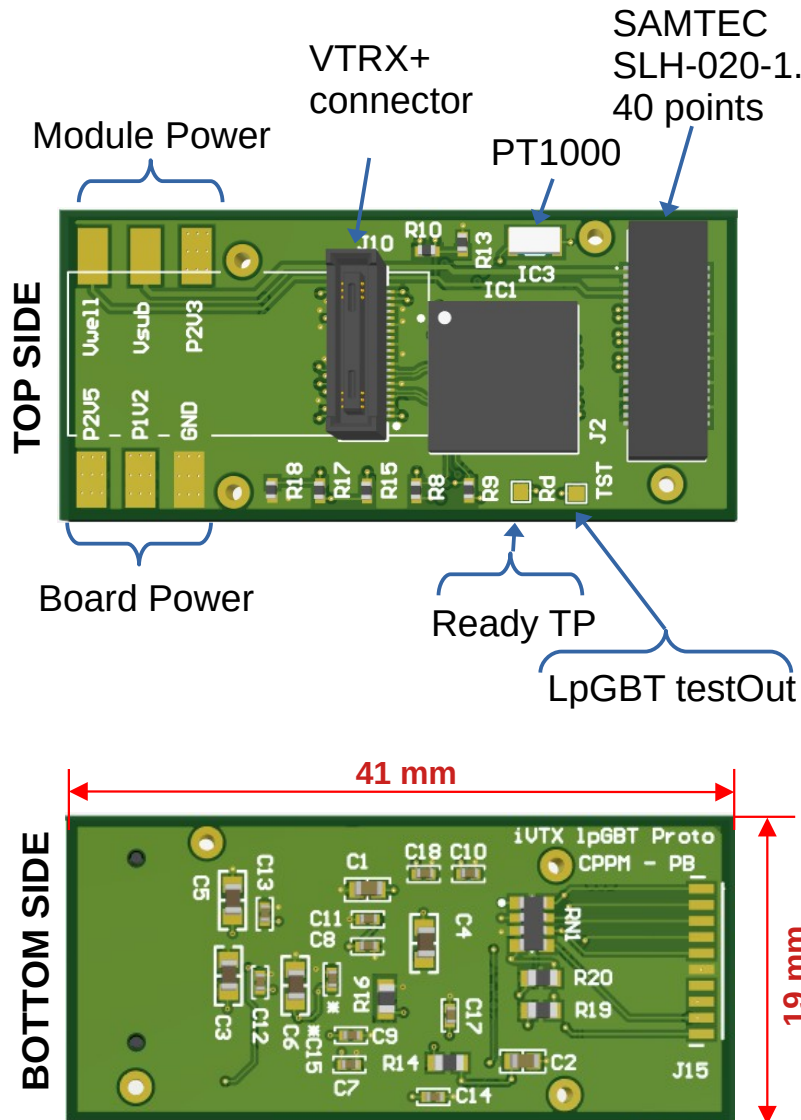 SAMTEC
SLH-020-1.
40 points
VTRX+
connector
Module Power
PT1000
TOP SIDE
J10
R10
R13
IC3
IC1
Vwell
Vsub
P2V3
P2V5
P1V2
GND
R18
R17
R15
R8
R9
Rd
TST
J2
Board Power
Ready TP
LpGBT testOut
41 mm
BOTTOM SIDE
19 mm
iVTX lpGBT Proto
CPPM - PB
C5
C13
C1
C18
C10
C11
C8
C4
RN1
C3
C12
C6
*
*C15
R16
C9
C7
C17
R20
R19
R14
C2
C14
J15